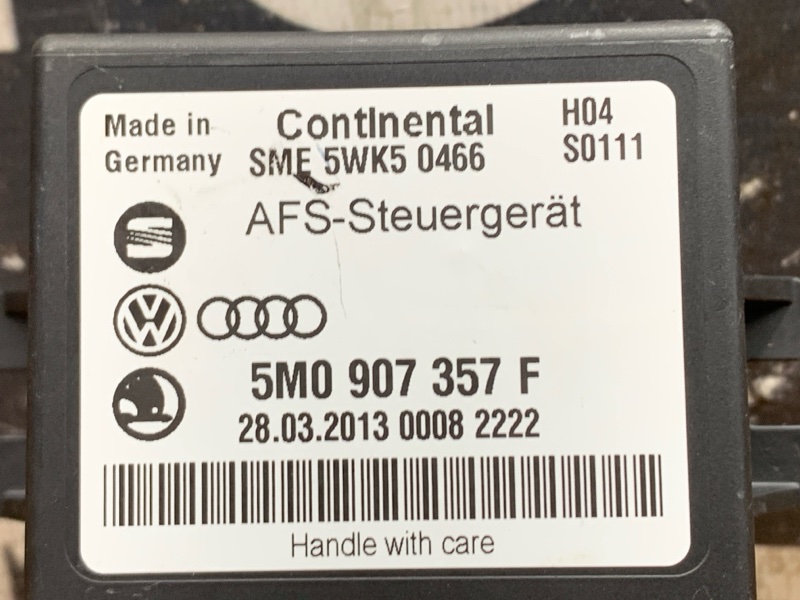 Made in Germany
Continental
H04
SME 5WK5 0466
S0111
AFS-Steuergerät
5M0 907 357 F
28.03.2013 0008 2222
Handle with care